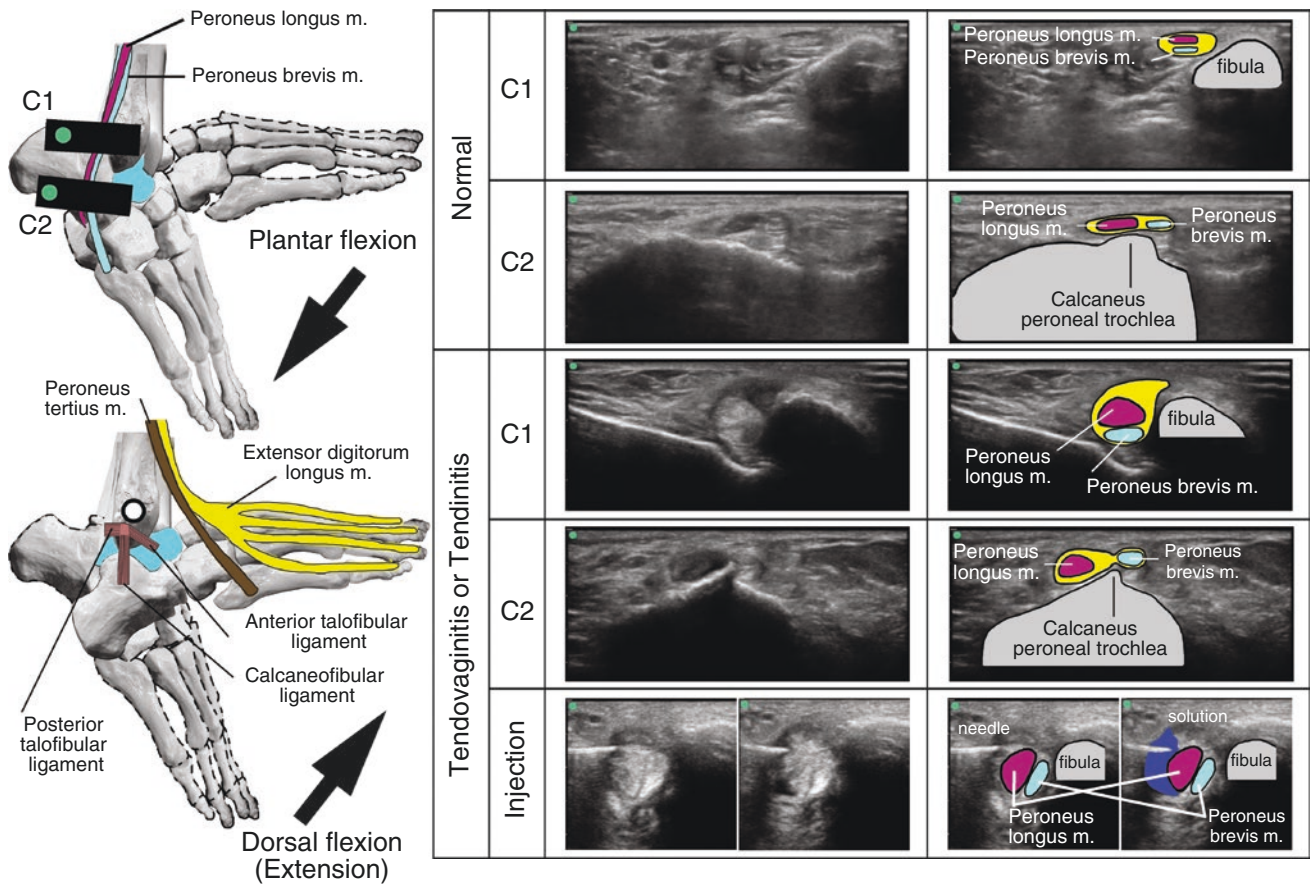 Peroneus longus m.
Peroneus brevis m.
C1
C2
Plantar flexion
Peroneus
tertius m.
Extensor digitorum
longus m.
Anterior talofibular
ligament
Calcaneofibular
ligament
Posterior
talofibular
ligament
Dorsal flexion
(Extension)
Normal
C1
Peroneus longus m.
Peroneus brevis m.
fibula
C2
Peroneus
longus m.
Peroneus
brevis m.
Calcaneus
peroneal trochlea
Tendovaginitis or Tendinitis
C1
fibula
Peroneus
longus m.
Peroneus brevis m.
C2
Peroneus
longus m.
Peroneus
brevis m.
Calcaneus
peroneal trochlea
Injection
needle
fibula
solution
fibula
Peroneus
longus m.
Peroneus
brevis m.